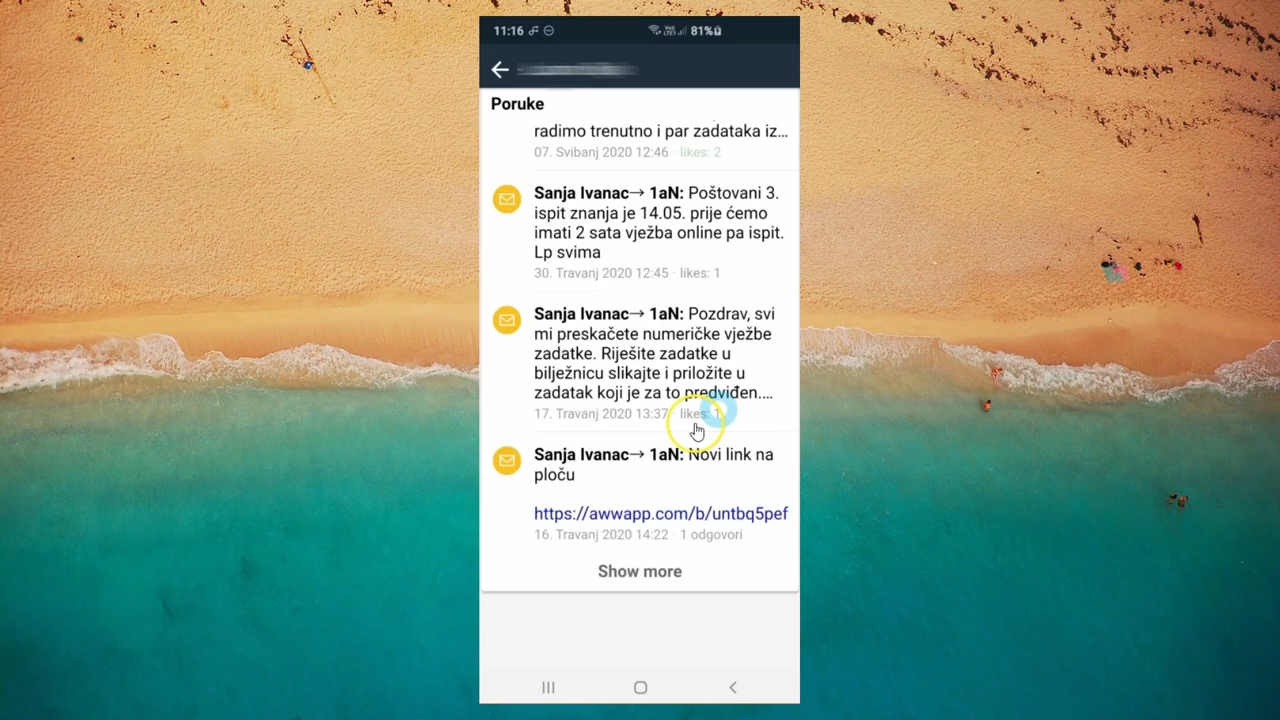 11:16
VoD LTE1
81%
Poruke
radimo trenutno i par zadataka iz...
07. Svibanj 2020 12:46 · likes: 2
Sanja Ivanac→ 1aN: Poštovani 3.
ispit znanja je 14.05. prije ćemo
imati 2 sata vježba online pa ispit.
Lp svima
30. Travanj 2020 12:45 · likes: 1
Sanja Ivanac→ 1aN: Pozdrav, svi
mi preskačete numeričke vježbe
zadatke. Riješite zadatke u
bilježnicu slikajte i priložite u
zadatak koji je za to predviđen....
17. Travanj 2020 13:37 · likes: 1
Sanja Ivanac→ 1aN: Novi link na
ploču
https://awwapp.com/b/untbq5pef
16. Travanj 2020 14:22 · 1 odgovori
Show more